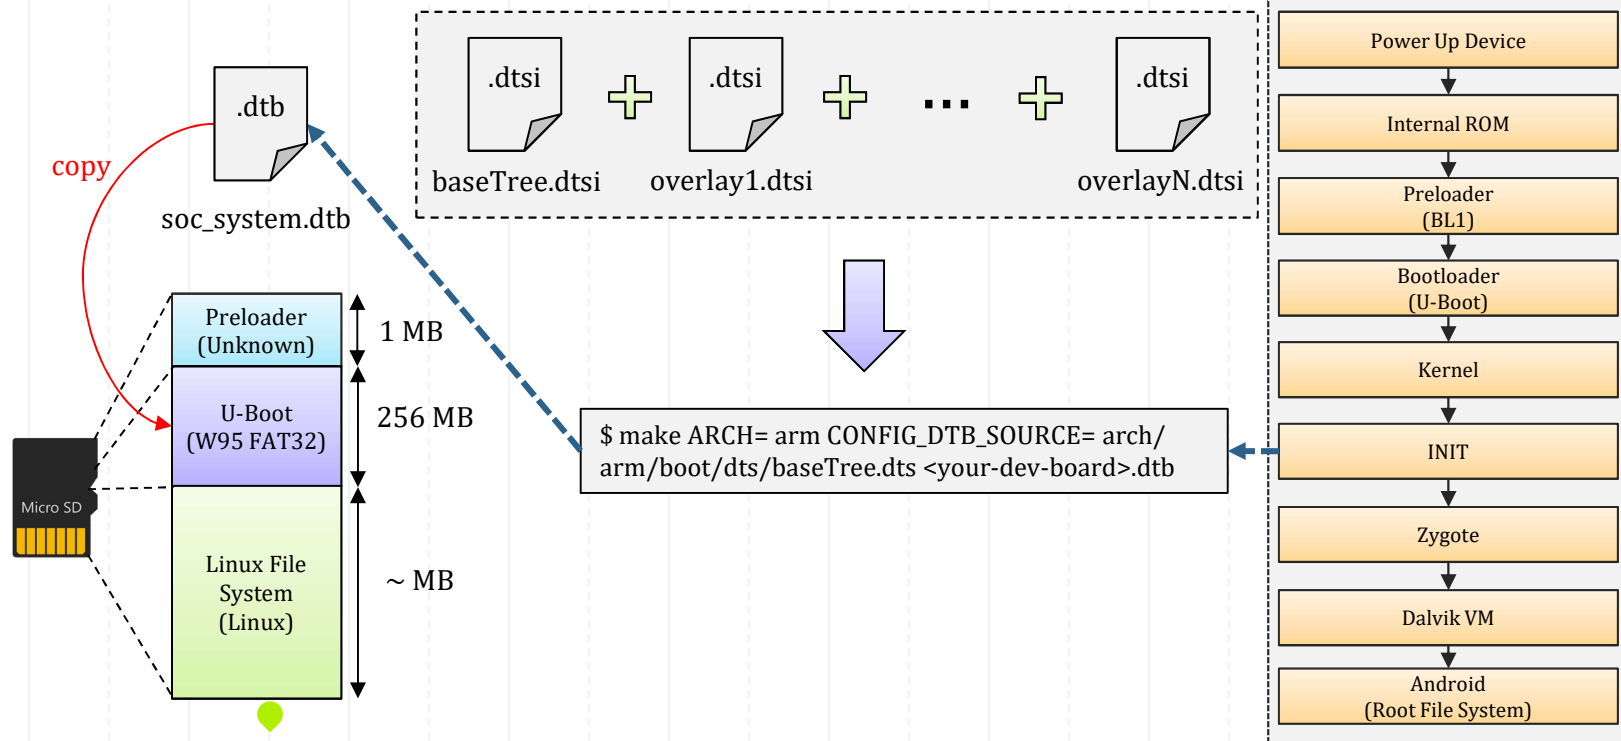 .dtb
copy
soc_system.dtb
.dtsi
.dtsi
...
.dtsi
baseTree.dtsi
overlay1.dtsi
overlayN.dtsi
Preloader
(Unknown)
1 MB
U-Boot
(W95 FAT32)
256 MB
Micro SD
Linux File
System
(Linux)
~ MB
$ make ARCH= arm CONFIG_DTB_SOURCE= arch/
arm/boot/dts/baseTree.dts <your-dev-board>.dtb
Power Up Device
Internal ROM
Preloader
(BL1)
Bootloader
(U-Boot)
Kernel
INIT
Zygote
Dalvik VM
Android
(Root File System)